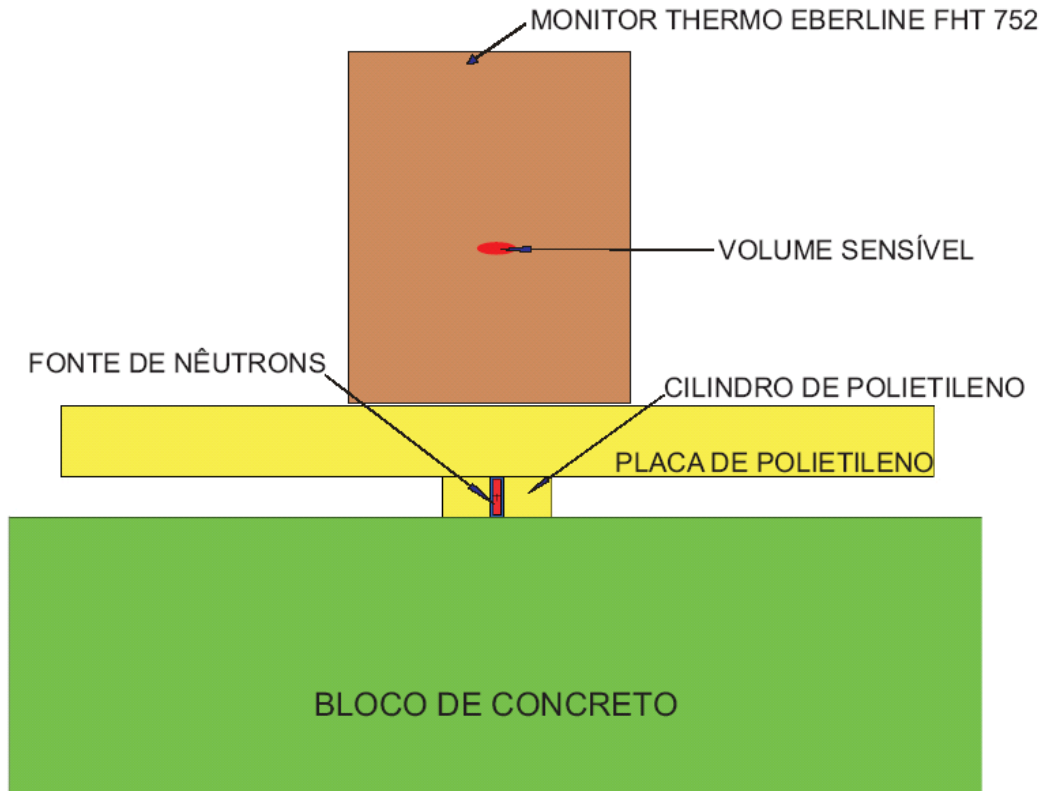 MONITOR THERMO EBERLINE FHT 752
VOLUME SENSÍVEL
FONTE DE NÊUTRONS
CILINDRO DE POLIETILENO
PLACA DE POLIETILENO
BLOCO DE CONCRETO